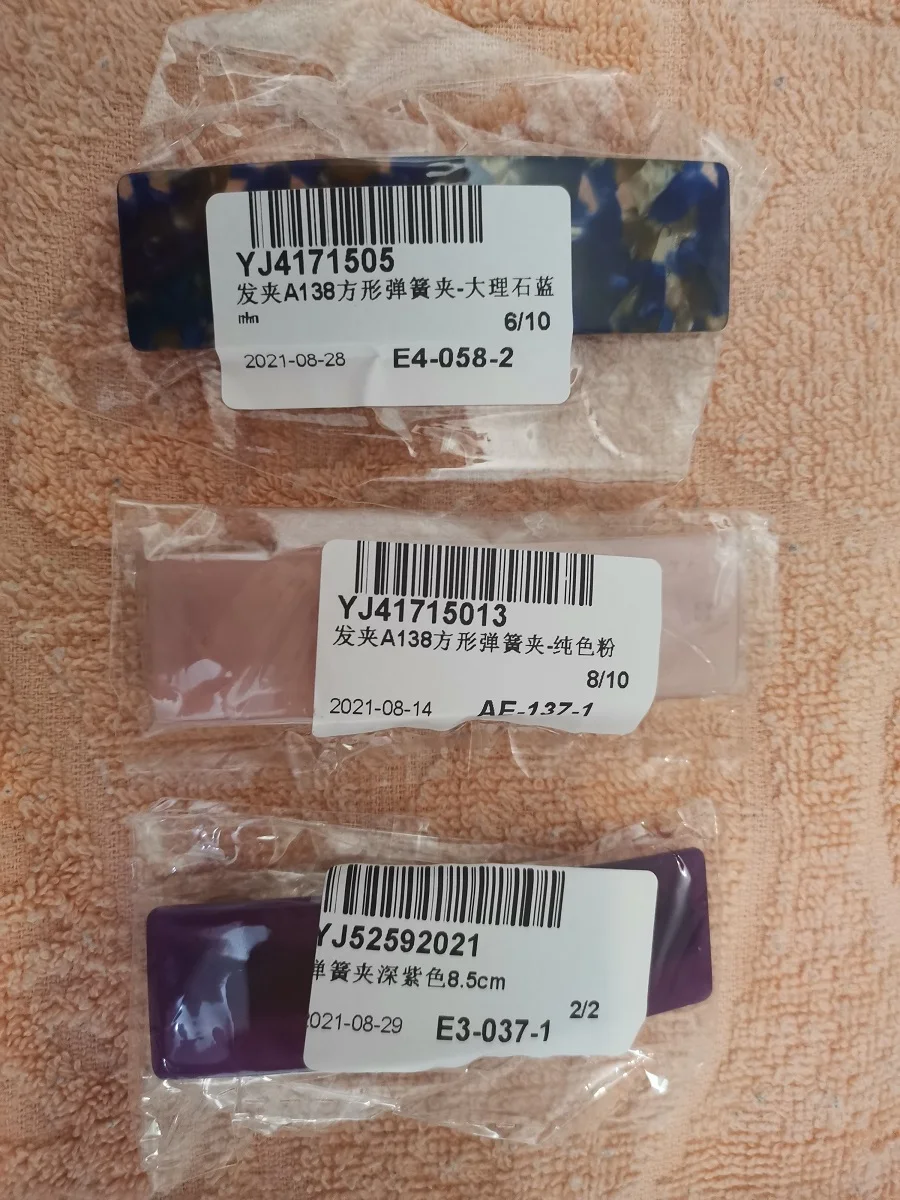 YJ4171505
发夹A138方形弹簧夹-大理石蓝
6/10
2021-08-28 E4-058-2
YJ41715013
发夹A138方形弹簧夹-纯色粉
8/10
2021-08-14 AE-137-1
YJ52592021
弹簧夹深紫色8.5cm
2/2
2021-08-29 E3-037-1